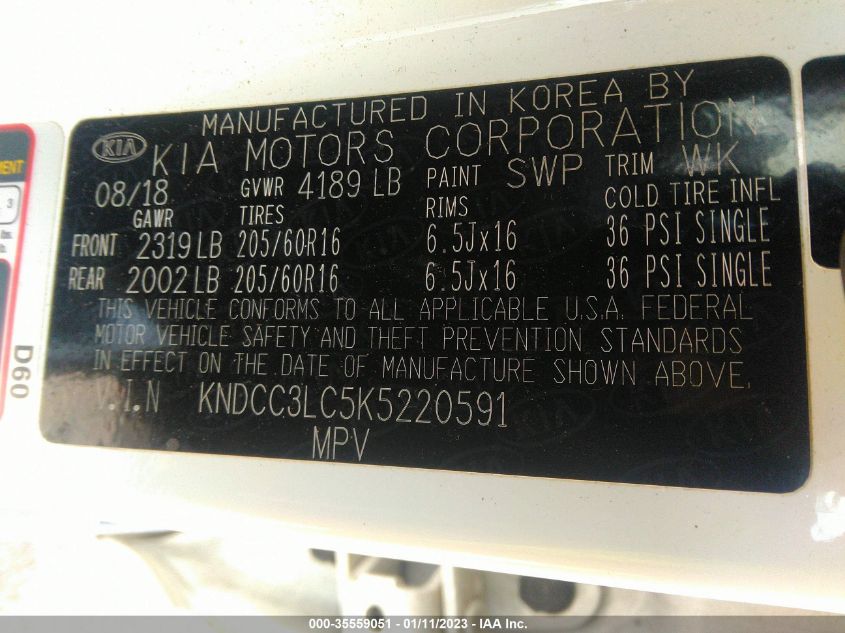 MANUFACTURED IN KOREA BY
KIA KIA MOTORS CORPORATION
08/18 GVWR 4189 LB PAINT SWP TRIM WK
GAWR TIRES RIMS COLD TIRE INFL
FRONT 2319 LB 205/60R16 6.5Jx16 36 PSI SINGLE
REAR 2002 LB 205/60R16 6.5Jx16 36 PSI SINGLE
THIS VEHICLE CONFORMS TO ALL APPLICABLE U.S.A. FEDERAL
MOTOR VEHICLE SAFETY AND THEFT PREVENTION STANDARDS
IN EFFECT ON THE DATE OF MANUFACTURE SHOWN ABOVE.
V.I.N KNDCC3LC5K5220591
MPV
D60
000-35559051 - 01/11/2023 - IAA Inc.